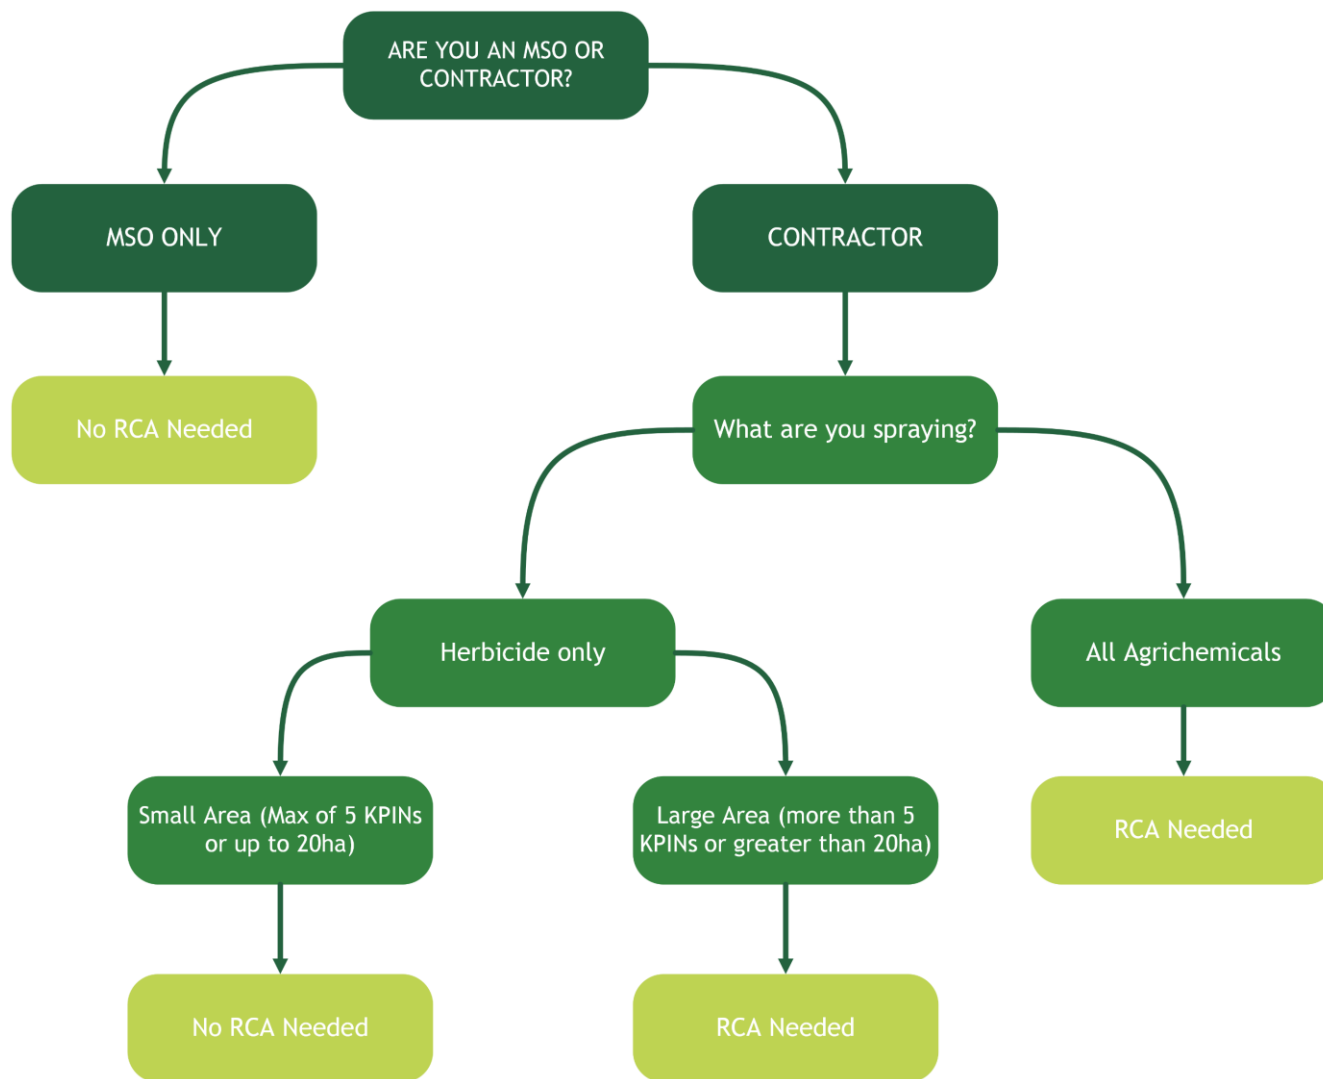 ARE YOU AN MSO OR
CONTRACTOR?
MSO ONLY
CONTRACTOR
No RCA Needed
What are you spraying?
Herbicide only
All Agrichemicals
Small Area (Max of 5 KPINs
or up to 20ha)
Large Area (more than 5
KPINs or greater than 20ha)
RCA Needed
No RCA Needed
RCA Needed